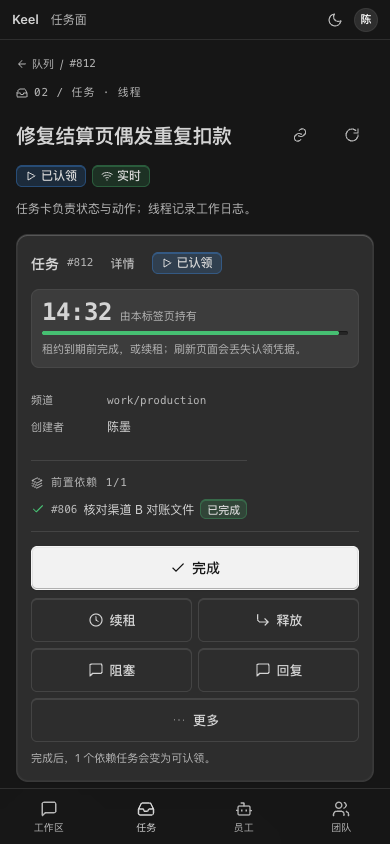 Keel 任务面 陈
← 队列 / #812
02 / 任务 · 线程
修复结算页偶发重复扣款
已认领 实时
任务卡负责状态与动作；线程记录工作日志。
任务 #812 详情 已认领
14:32 由本标签页持有
租约到期前完成，或续租；刷新页面会丢失认领凭据。
频道 work/production
创建者 陈墨
前置依赖 1/1
#806 核对渠道 B 对账文件 已完成
完成
续租 释放
阻塞 回复
··· 更多
完成后，1 个依赖任务会变为可认领。
工作区 任务 员工 团队